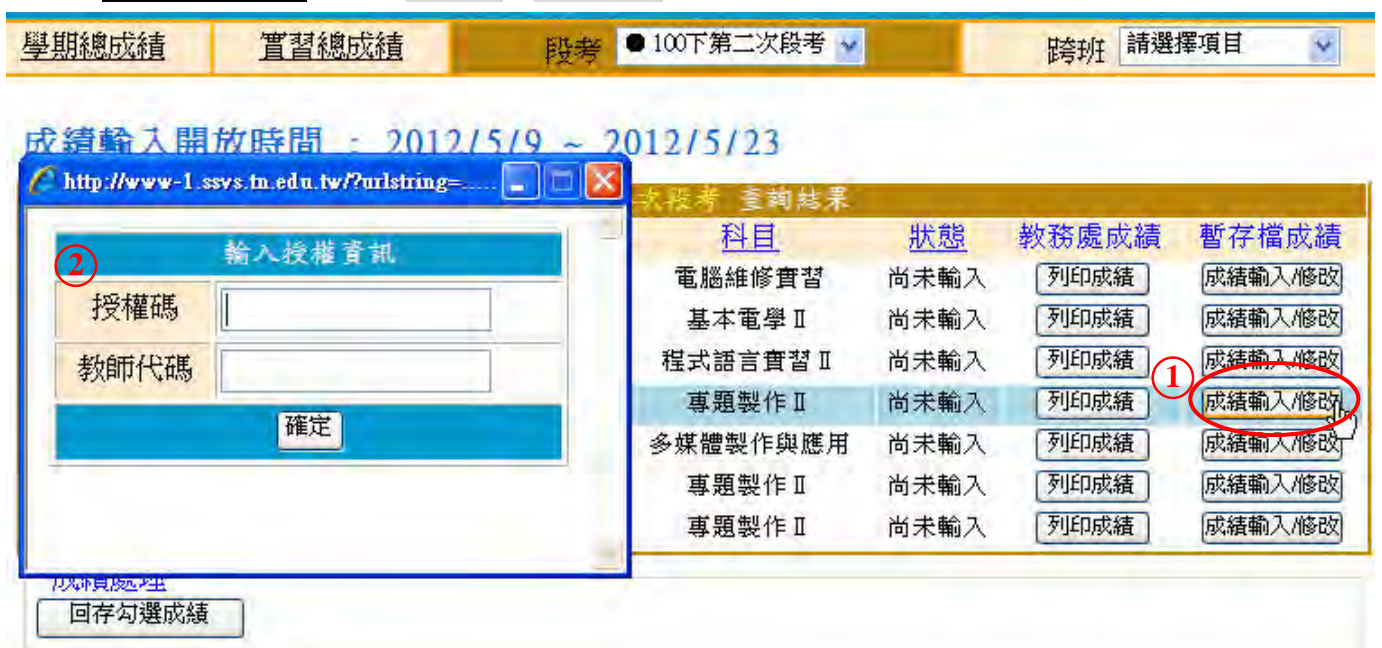 學期總成績 實習總成績 段考 ●100下第二次段考 跨班 請選擇項目
成績輸入開放時間 : 2012/5/9 ~ 2012/5/23
http://www-1.ssvs.tn.edu.tw/?urlstring=.....
次段考 查詢結果
② 輸入授權資訊
授權碼
教師代碼
確定
科目 狀態 教務處成績 暫存檔成績
電腦維修實習 尚未輸入 列印成績 成績輸入/修改
基本電學Ⅱ 尚未輸入 列印成績 成績輸入/修改
程式語言實習Ⅱ 尚未輸入 列印成績 成績輸入/修改
專題製作Ⅱ 尚未輸入 列印成績 ① 成績輸入/修改
多媒體製作與應用 尚未輸入 列印成績 成績輸入/修改
專題製作Ⅱ 尚未輸入 列印成績 成績輸入/修改
專題製作Ⅱ 尚未輸入 列印成績 成績輸入/修改
成績處理
回存勾選成績